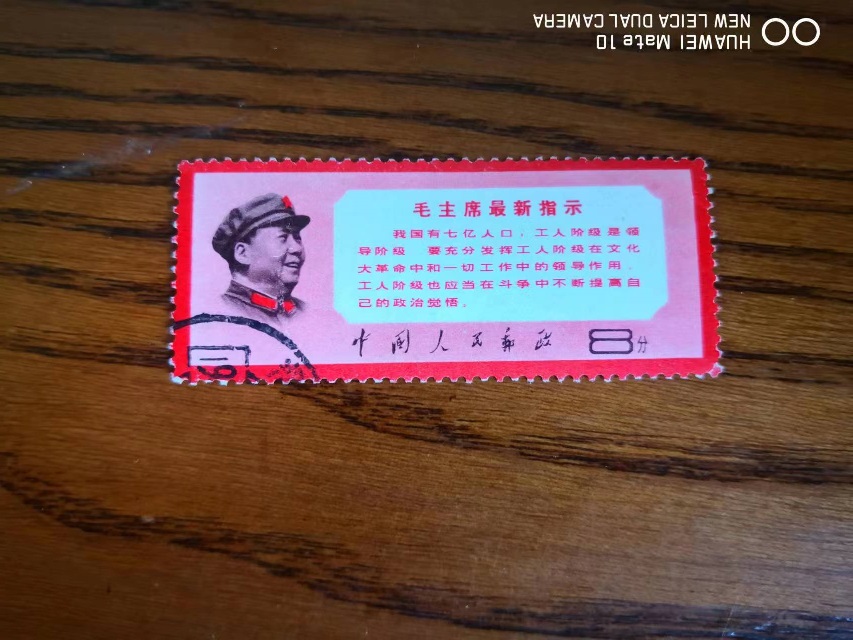 HUAWEI Mate 10
NEW LEICA DUAL CAMERA
毛主席最新指示
我国有七亿人口，工人阶级是领
导阶级 要充分发挥工人阶级在文化
大革命中和一切工作中的领导作用．
工人阶级也应当在斗争中不断提高自
己的政治觉悟．
中国人民邮政 8分